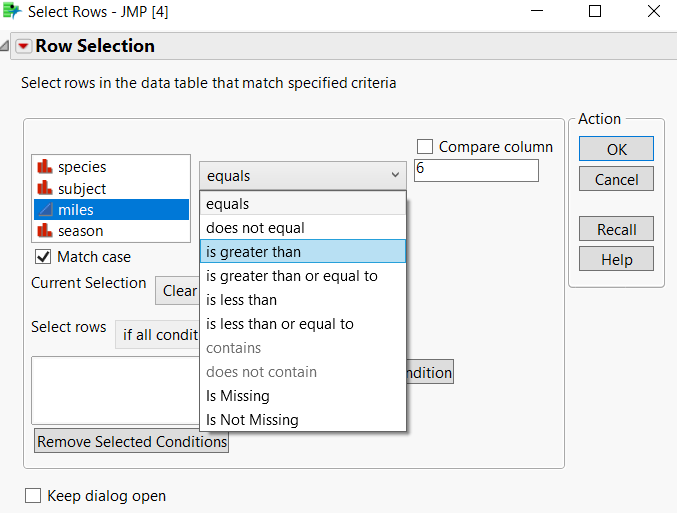 Select Rows - JMP [4]
Row Selection
Select rows in the data table that match specified criteria
Action
Compare column
OK
species
equals
6
Cancel
subject
miles
season
equals
does not equal
is greater than
is greater than or equal to
is less than
is less than or equal to
contains
does not contain
Is Missing
Is Not Missing
Recall
Help
Match case
Current Selection
Clear
Select rows
if all condit
ndition
Remove Selected Conditions
Keep dialog open